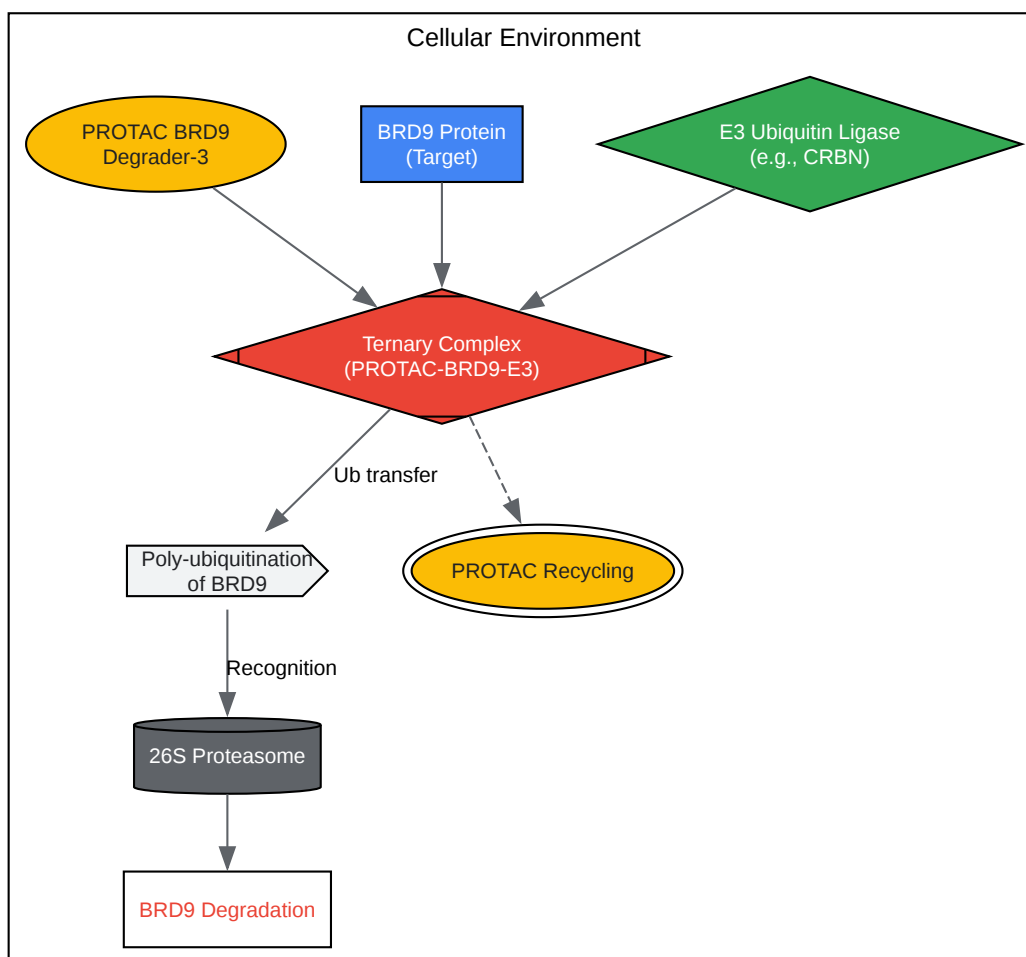 Cellular Environment
PROTAC BRD9
Degrader-3
BRD9 Protein
(Target)
E3 Ubiquitin Ligase
(e.g., CRBN)
Ternary Complex
(PROTAC-BRD9-E3)
Ub transfer
Poly-ubiquitination
of BRD9
PROTAC Recycling
Recognition
26S Proteasome
BRD9 Degradation